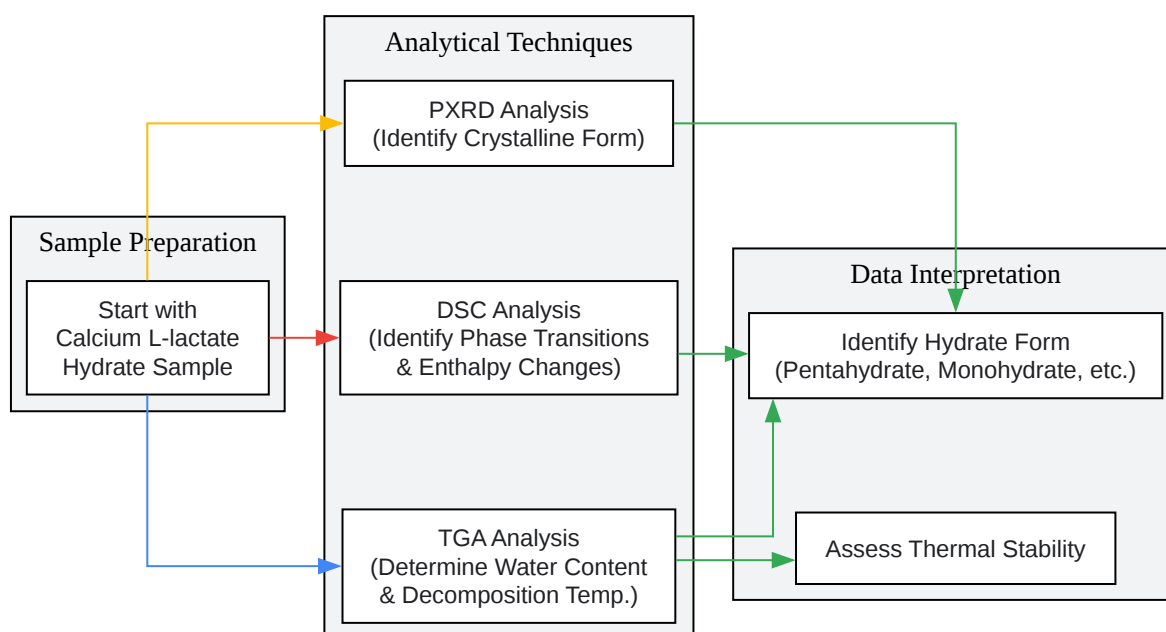 Sample Preparation
Start with
Calcium L-lactate
Hydrate Sample
Analytical Techniques
PXRD Analysis
(Identify Crystalline Form)
DSC Analysis
(Identify Phase Transitions
& Enthalpy Changes)
TGA Analysis
(Determine Water Content
& Decomposition Temp.)
Data Interpretation
Identify Hydrate Form
(Pentahydrate, Monohydrate, etc.)
Assess Thermal Stability